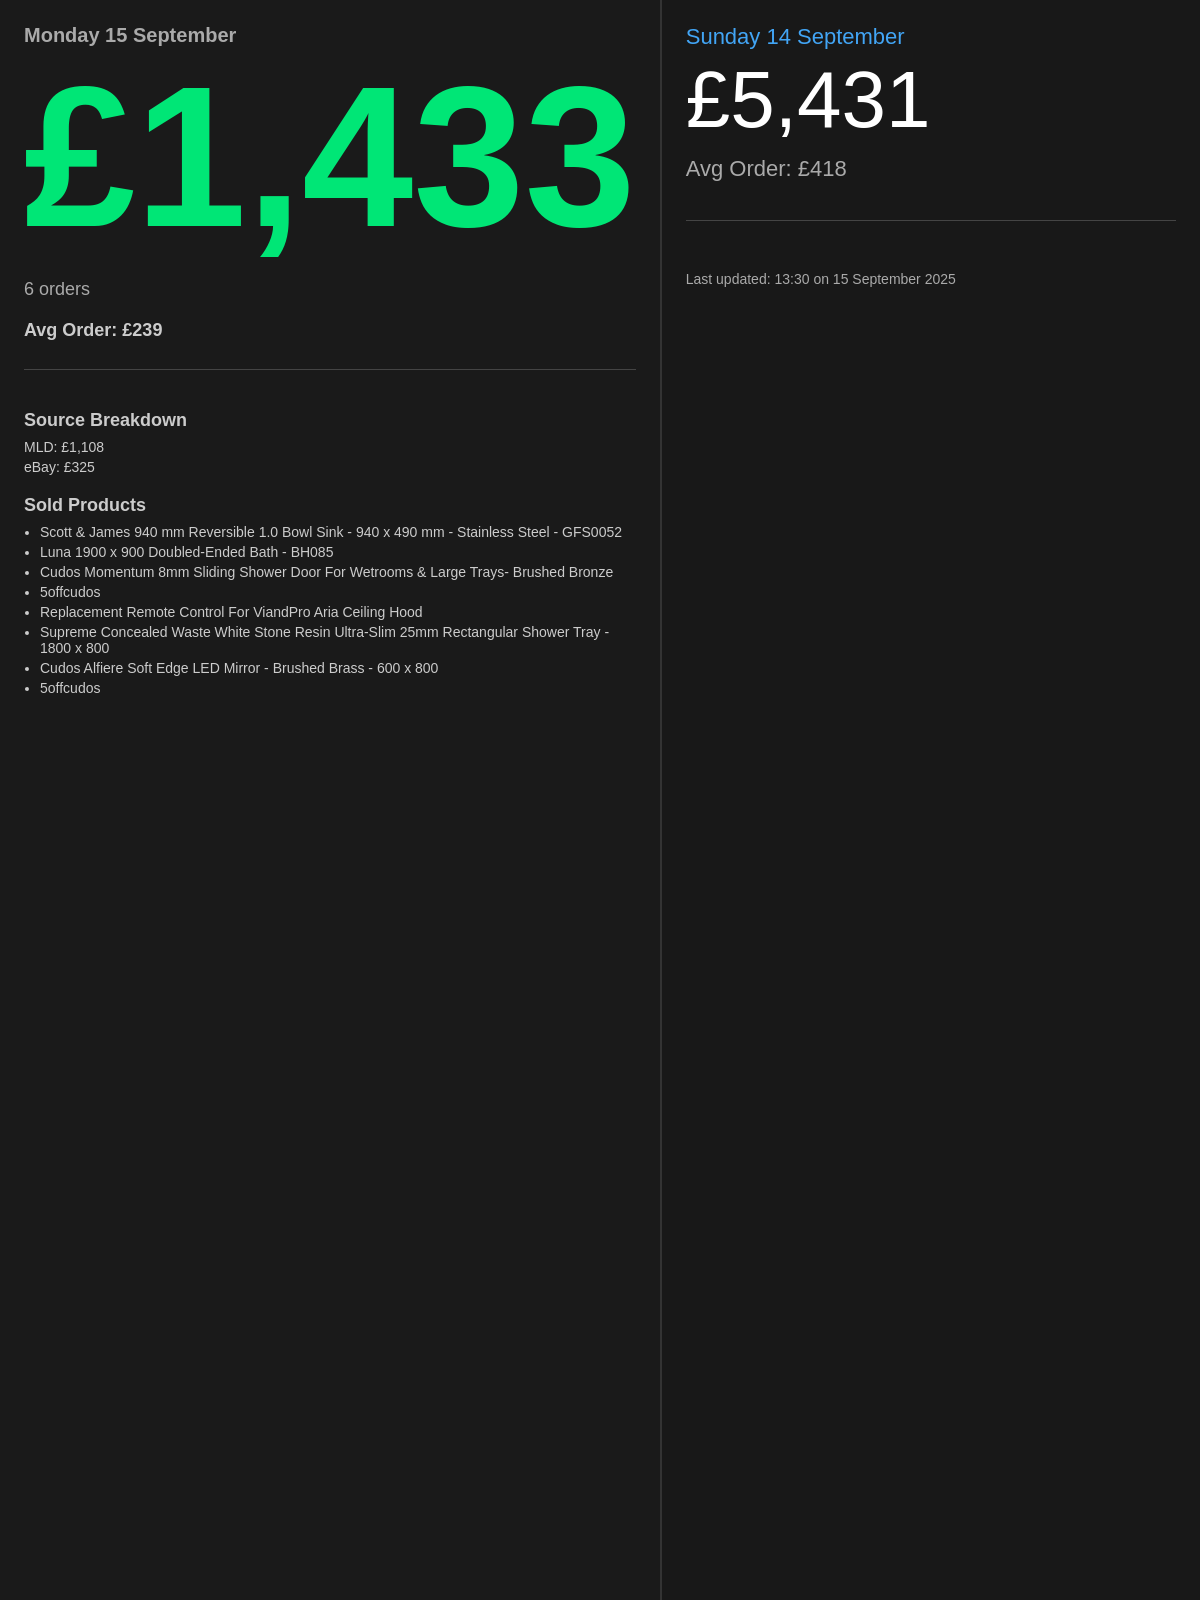 Monday 15 September
£1,433
6 orders
Avg Order: £239
Source Breakdown
MLD: £1,108
eBay: £325
Sold Products
• Scott & James 940 mm Reversible 1.0 Bowl Sink - 940 x 490 mm - Stainless Steel - GFS0052
• Luna 1900 x 900 Doubled-Ended Bath - BH085
• Cudos Momentum 8mm Sliding Shower Door For Wetrooms & Large Trays- Brushed Bronze
• 5offcudos
• Replacement Remote Control For ViandPro Aria Ceiling Hood
• Supreme Concealed Waste White Stone Resin Ultra-Slim 25mm Rectangular Shower Tray -
1800 x 800
• Cudos Alfiere Soft Edge LED Mirror - Brushed Brass - 600 x 800
• 5offcudos
Sunday 14 September
£5,431
Avg Order: £418
Last updated: 13:30 on 15 September 2025